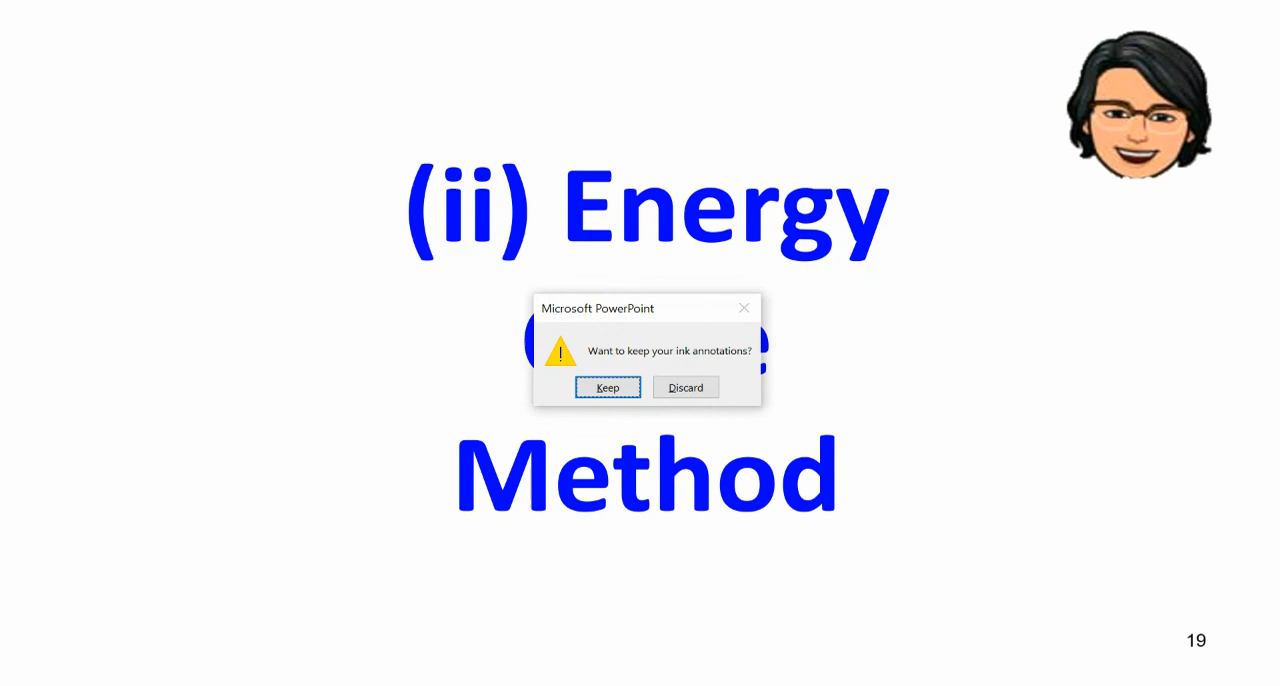 (ii) Energy
Microsoft PowerPoint
Want to keep your ink annotations?
Keep
Discard
Method
19